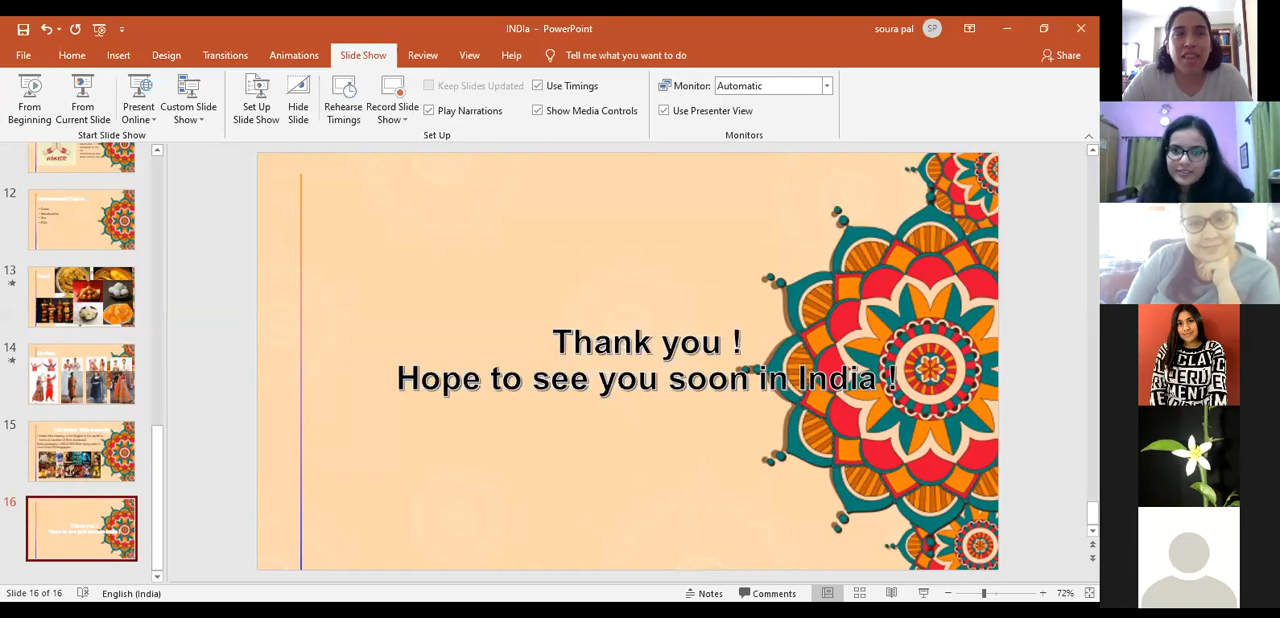 INDIa - PowerPoint
soura pal
SP
File
Home
Insert
Design
Transitions
Animations
Slide Show
Review
View
Help
Tell me what you want to do
Share
From Beginning
From Current Slide
Present Online
Custom Slide Show
Set Up Slide Show
Hide Slide
Rehearse Timings
Record Slide Show
Keep Slides Updated
Play Narrations
Use Timings
Show Media Controls
Monitor:
Automatic
Use Presenter View
Start Slide Show
Set Up
Monitors
12
13
14
15
16
Thank you !
Hope to see you soon in India !
Slide 16 of 16
English (India)
Notes
Comments
72%